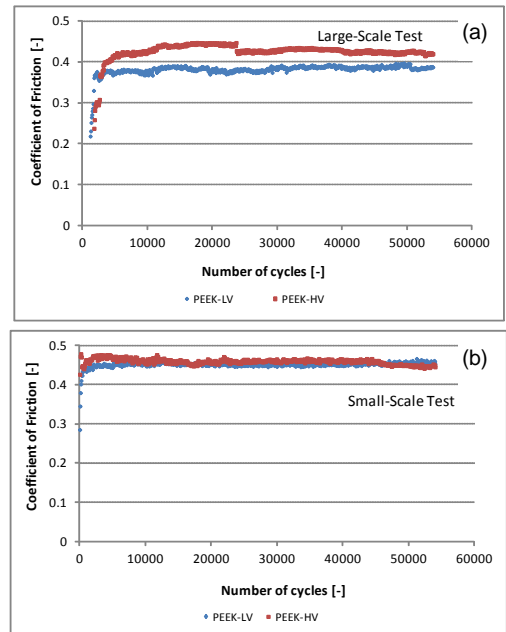 (a)
Large-Scale Test
Coefficient of Friction [-]
0.5
0.4
0.3
0.2
0.1
0
0 10000 20000 30000 40000 50000 60000
Number of cycles [-]
PEEK-LV PEEK-HV
(b)
Small-Scale Test
Coefficient of Friction [-]
0.5
0.4
0.3
0.2
0.1
0
0 10000 20000 30000 40000 50000 60000
Number of cycles [-]
PEEK-LV PEEK-HV